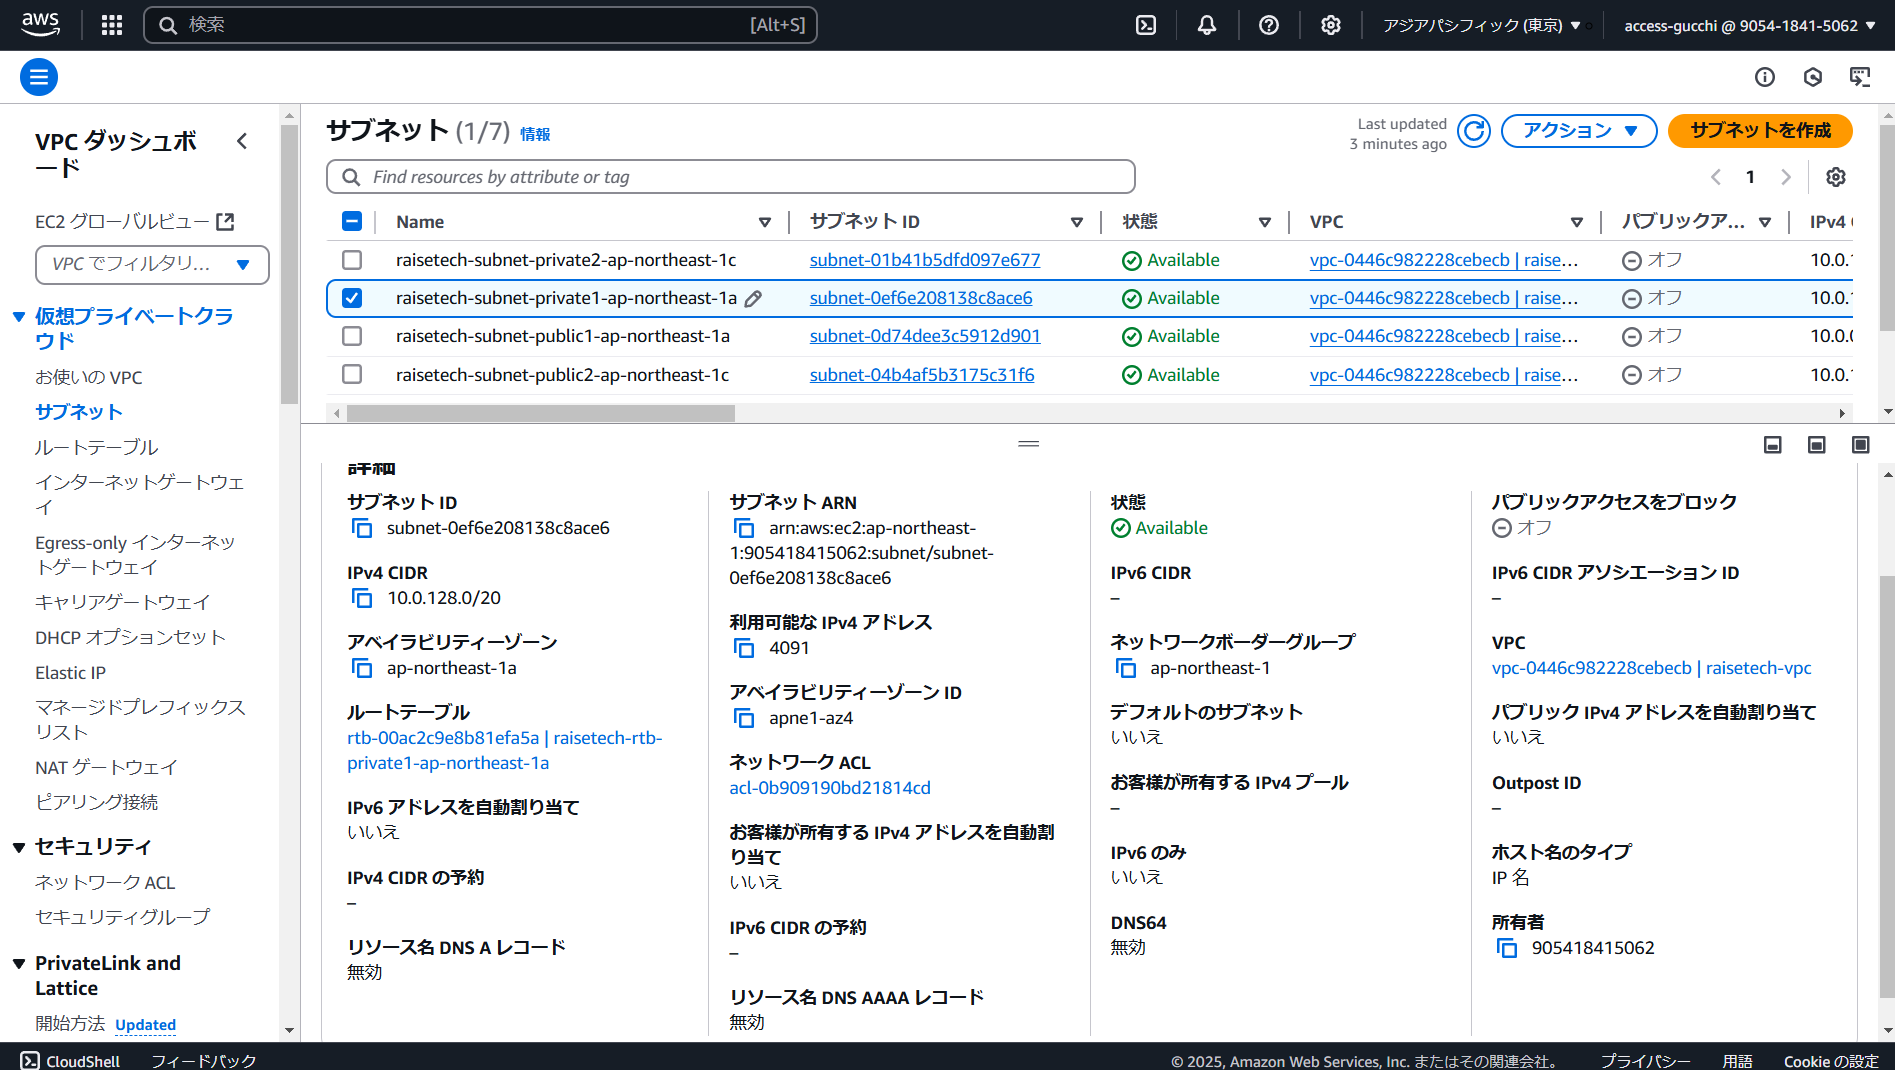 aws
検索
[Alt+S]
アジアパシフィック (東京)
access-gucchi @ 9054-1841-5062
VPC ダッシュボ
ード
EC2 グローバルビュー
VPC でフィルタリ...
仮想プライベートクラ
ウド
お使いの VPC
サブネット
ルートテーブル
インターネットゲートウェ
イ
Egress-only インターネッ
トゲートウェイ
キャリアゲートウェイ
DHCP オプションセット
Elastic IP
マネージドプレフィックス
リスト
NAT ゲートウェイ
ピアリング接続
セキュリティ
ネットワーク ACL
セキュリティグループ
PrivateLink and
Lattice
開始方法 Updated
サブネット (1/7) 情報
Last updated
3 minutes ago
アクション
サブネットを作成
Find resources by attribute or tag
1
Name サブネット ID 状態 VPC パブリックア... IPv4
raisetech-subnet-private2-ap-northeast-1c subnet-01b41b5dfd097e677 Available vpc-0446c982228cebecb | raise... オフ 10.0.1
raisetech-subnet-private1-ap-northeast-1a subnet-0ef6e208138c8ace6 Available vpc-0446c982228cebecb | raise... オフ 10.0.1
raisetech-subnet-public1-ap-northeast-1a subnet-0d74dee3c5912d901 Available vpc-0446c982228cebecb | raise... オフ 10.0.0
raisetech-subnet-public2-ap-northeast-1c subnet-04b4af5b3175c31f6 Available vpc-0446c982228cebecb | raise... オフ 10.0.1
詳細
サブネット ID
subnet-0ef6e208138c8ace6
IPv4 CIDR
10.0.128.0/20
アベイラビリティーゾーン
ap-northeast-1a
ルートテーブル
rtb-00ac2c9e8b81efa5a | raisetech-rtb-
private1-ap-northeast-1a
IPv6 アドレスを自動割り当て
いいえ
IPv4 CIDR の予約
–
リソース名 DNS A レコード
無効
サブネット ARN
arn:aws:ec2:ap-northeast-
1:905418415062:subnet/subnet-
0ef6e208138c8ace6
利用可能な IPv4 アドレス
4091
アベイラビリティーゾーン ID
apne1-az4
ネットワーク ACL
acl-0b909190bd21814cd
お客様が所有する IPv4 アドレスを自動割
り当て
いいえ
IPv6 CIDR の予約
–
リソース名 DNS AAAA レコード
無効
状態
Available
IPv6 CIDR
–
ネットワークボーダーグループ
ap-northeast-1
デフォルトのサブネット
いいえ
お客様が所有する IPv4 プール
–
IPv6 のみ
いいえ
DNS64
無効
パブリックアクセスをブロック
オフ
IPv6 CIDR アソシエーション ID
–
VPC
vpc-0446c982228cebecb | raisetech-vpc
パブリック IPv4 アドレスを自動割り当て
いいえ
Outpost ID
–
ホスト名のタイプ
IP 名
所有者
905418415062
CloudShell フィードバック
© 2025, Amazon Web Services, Inc. またはその関連会社。 プライバシー 用語 Cookie の設定